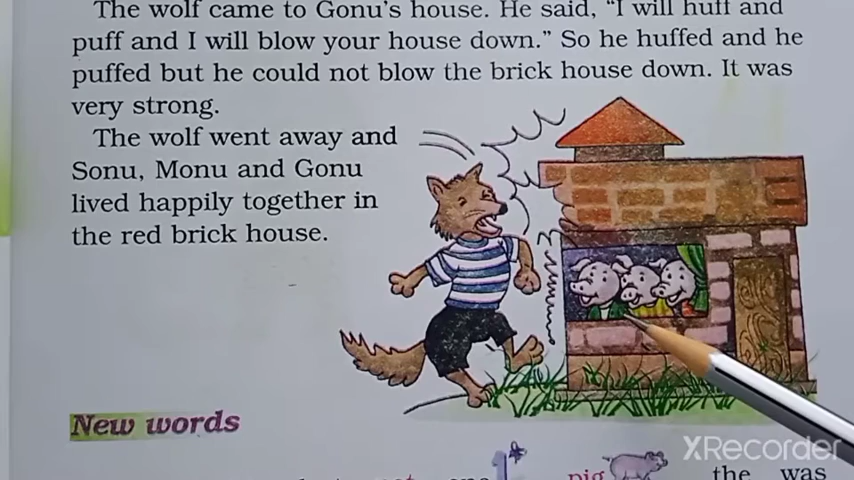 The wolf came to Gonu's house. He said, "I will huff and
puff and I will blow your house down." So he huffed and he
puffed but he could not blow the brick house down. It was
very strong.
The wolf went away and
Sonu, Monu and Gonu
lived happily together in
the red brick house.
New words
pig the was
XRecorder